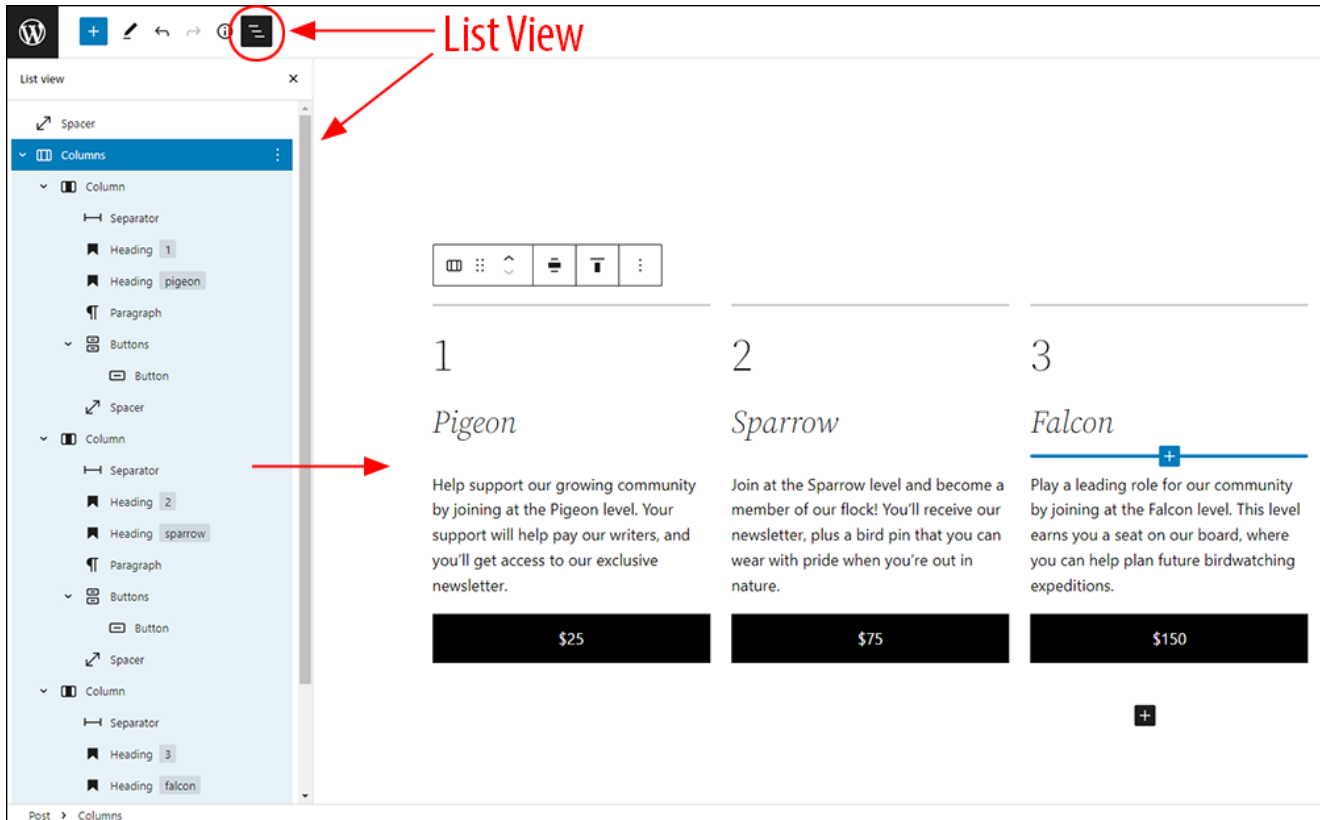 List View
List view
Spacer
Columns
Column
Separator
Heading 1
Heading pigeon
Paragraph
Buttons
Button
Spacer
Column
Separator
Heading 2
Heading sparrow
Paragraph
Buttons
Button
Spacer
Column
Separator
Heading 3
Heading falcon
1
Pigeon
Help support our growing community
by joining at the Pigeon level. Your
support will help pay our writers, and
you’ll get access to our exclusive
newsletter.
$25
2
Sparrow
Join at the Sparrow level and become a
member of our flock! You’ll receive our
newsletter, plus a bird pin that you can
wear with pride when you’re out in
nature.
$75
3
Falcon
Play a leading role for our community
by joining at the Falcon level. This level
earns you a seat on our board, where
you can help plan future birdwatching
expeditions.
$150
Post > Columns